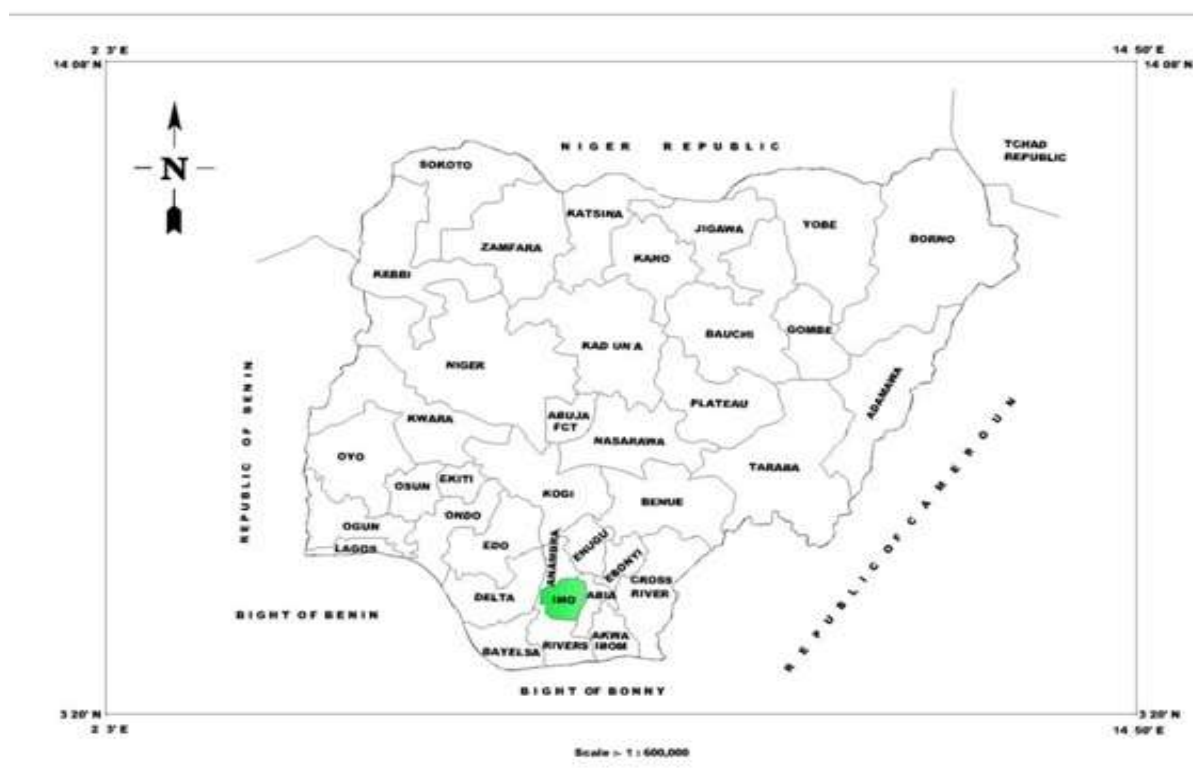 2 3'E
14 50'E
14 08'N
14 08'N
N
NIGER REPUBLIC
TCHAD
REPUBLIC
SOKOTO
KATSINA
ZAMFARA
JIGAWA
YOBE
BORNO
KANO
KEBBI
KADUNA
BAUCHI
GOMBE
NIGER
ADAMAWA
PLATEAU
ABUJA
FCT
KWARA
NASARAWA
REPUBLIC OF BENIN
OYO
TARABA
OSUN
EKITI
KOGI
BENUE
ONDO
OGUN
LAGOS
EDO
ANAMBRA
ENUGU
EBONYI
CROSS
RIVER
REPUBLIC OF CAMEROUN
DELTA
IMO
ABIA
BIGHT OF BENIN
BAYELSA
RIVERS
AKWA
IBOM
BIGHT OF BONNY
3 20'N
3 20'N
2 3'E
14 50'E
Scale :- 1 : 600,000